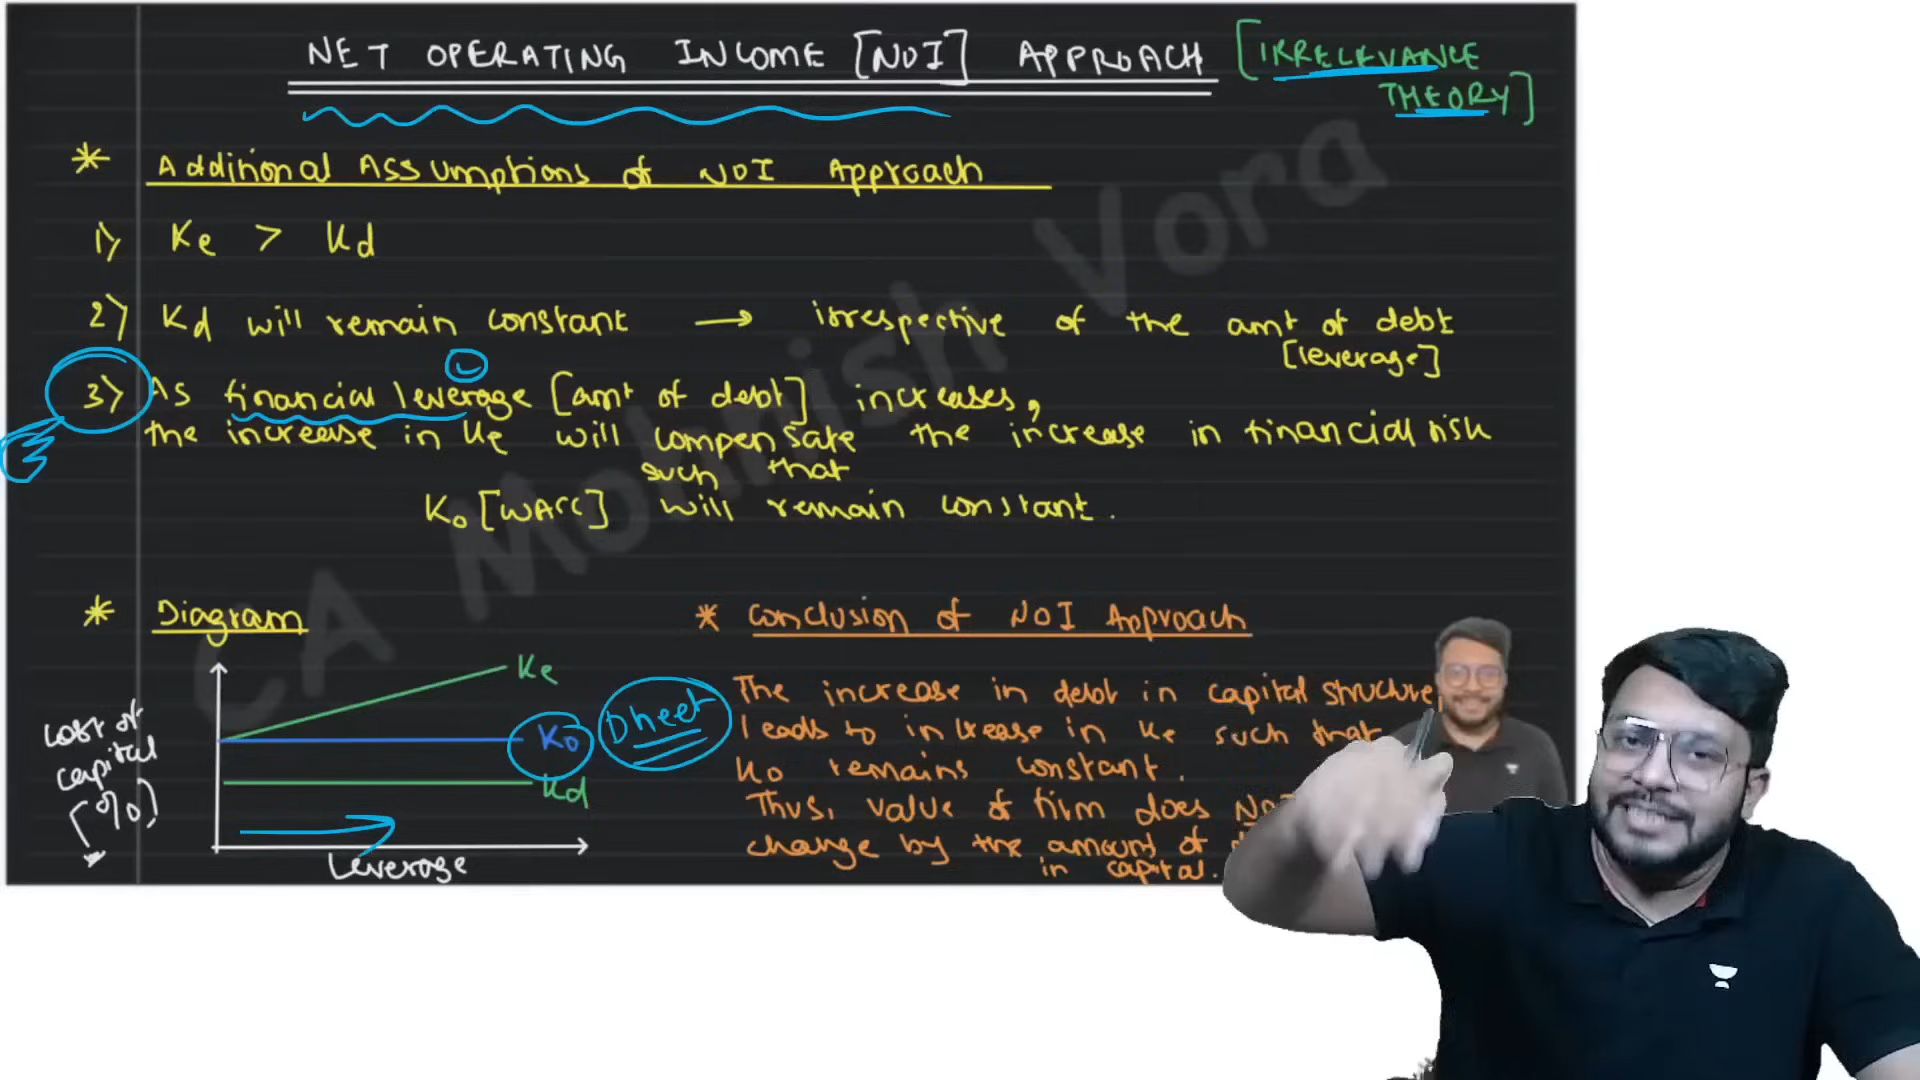 NET OPERATING INCOME [NOI] APPROACH [IRRELEVANCE
THEORY]
* Additional Assumptions of NOI Approach
1) Ke > Kd
2) Kd will remain constant → irrespective of the amt of debt
[leverage]
3) As financial leverage [amt of debt] increases,
the increase in Ke will compensate the increase in financial risk
such that
Ko [WACC] will remain constant.
* Diagram
Ke
Ko
Dheet
Kd
Cost of
capital
[%]
Leverage
* Conclusion of NOI Approach
The increase in debt in capital structure,
leads to increase in Ke such that
Ko remains constant.
Thus, value of firm does
change by the amount of
in capital.
CA Mohnish Vora